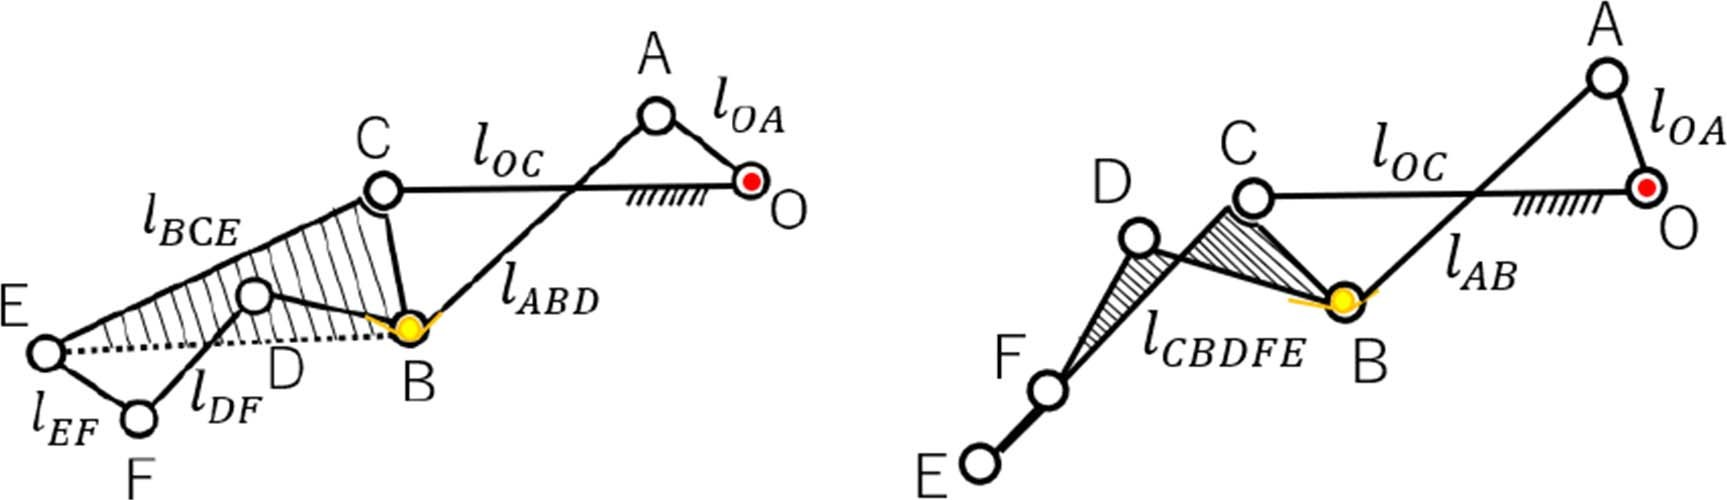 A
l_OA
C
l_OC
O
l_BCE
l_ABD
E
D
B
l_EF
l_DF
F
A
l_OA
C
l_OC
D
O
l_AB
l_CBDFE
F
B
E